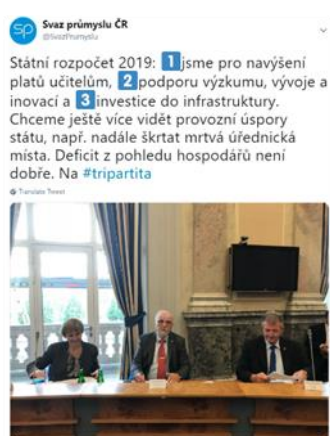 Svaz průmyslu ČR
@SvazPrumyslu
Státní rozpočet 2019: 1 jsme pro navýšení
platů učitelům, 2 podporu výzkumu, vývoje a
inovací a 3 investice do infrastruktury.
Chceme ještě více vidět provozní úspory
státu, např. nadále škrtat mrtvá úřednická
místa. Deficit z pohledu hospodářů není
dobře. Na #tripartita
Translate Tweet